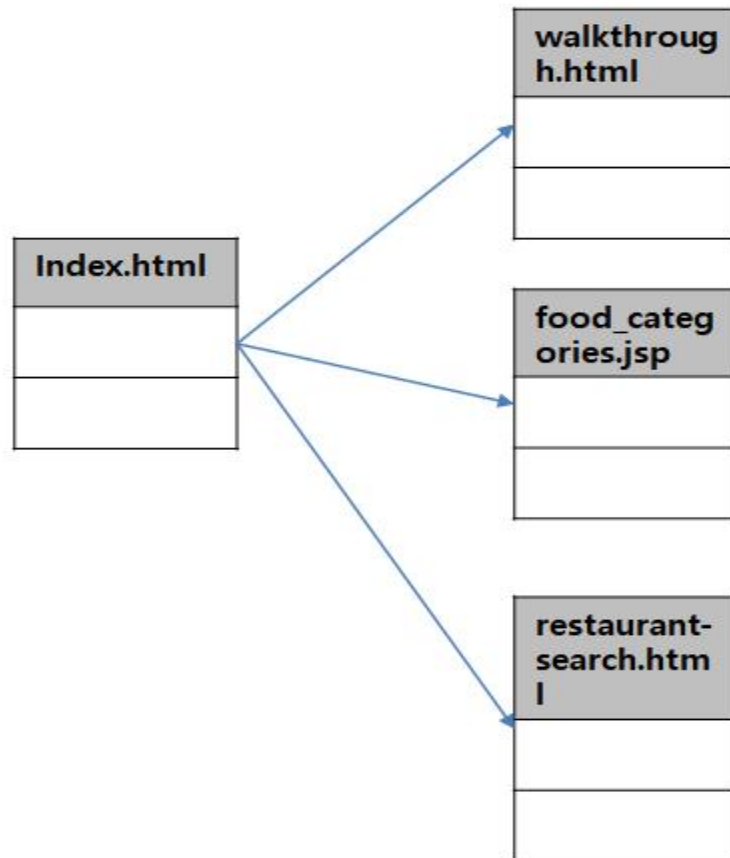 walkthroug
h.html
Index.html
food_categ
ories.jsp
restaurant-
search.htm
l